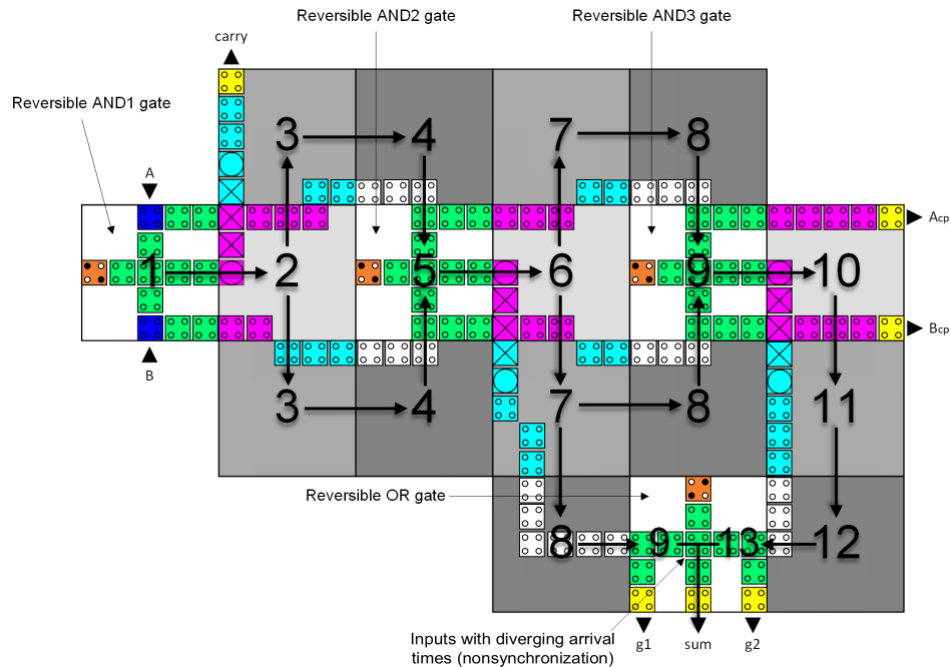 Reversible AND2 gate
Reversible AND3 gate
carry
Reversible AND1 gate
3
4
7
8
A
Acp
1
2
5
6
9
10
B
Bcp
3
4
7
8
11
Reversible OR gate
8
9
13
12
Inputs with diverging arrival
times (nonsynchronization)
g1
sum
g2